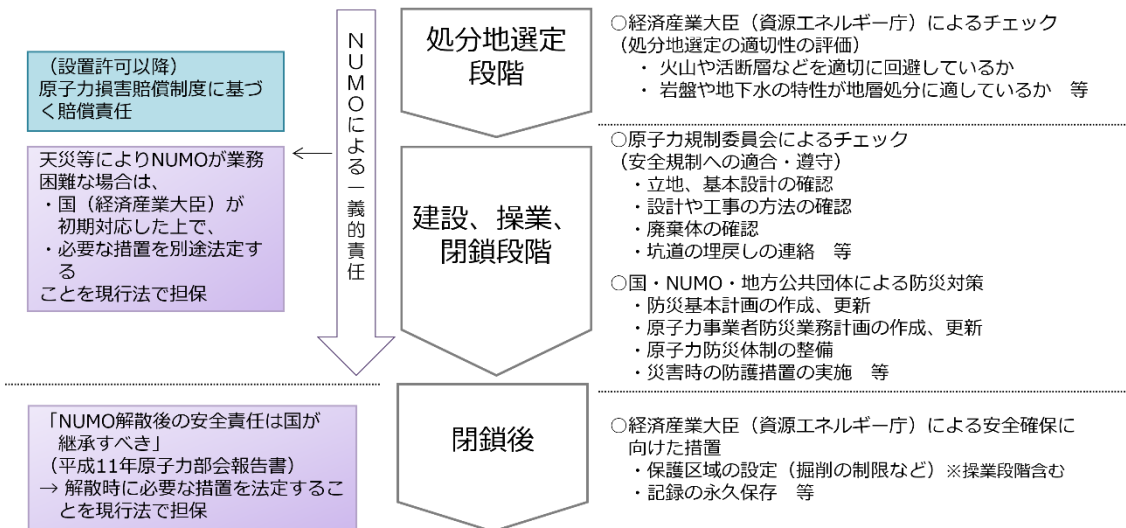 （設置許可以降）
原子力損害賠償制度に基づ
く賠償責任
天災等によりNUMOが業務
困難な場合は、
・国（経済産業大臣）が
初期対応した上で、
・必要な措置を別途法定す
る
ことを現行法で担保
「NUMO解散後の安全責任は国が
継承すべき」
（平成11年原子力部会報告書）
→ 解散時に必要な措置を法定するこ
とを現行法で担保
NUMOによる一義的責任
処分地選定
段階
建設、操業、
閉鎖段階
閉鎖後
○経済産業大臣（資源エネルギー庁）によるチェック
（処分地選定の適切性の評価）
・ 火山や活断層などを適切に回避しているか
・ 岩盤や地下水の特性が地層処分に適しているか　等
○原子力規制委員会によるチェック
（安全規制への適合・遵守）
・立地、基本設計の確認
・設計や工事の方法の確認
・廃棄体の確認
・坑道の埋戻しの連絡　等
○国・NUMO・地方公共団体による防災対策
・防災基本計画の作成、更新
・原子力事業者防災業務計画の作成、更新
・原子力防災体制の整備
・災害時の防護措置の実施　等
○経済産業大臣（資源エネルギー庁）による安全確保に
向けた措置
・保護区域の設定（掘削の制限など）※操業段階含む
・記録の永久保存　等